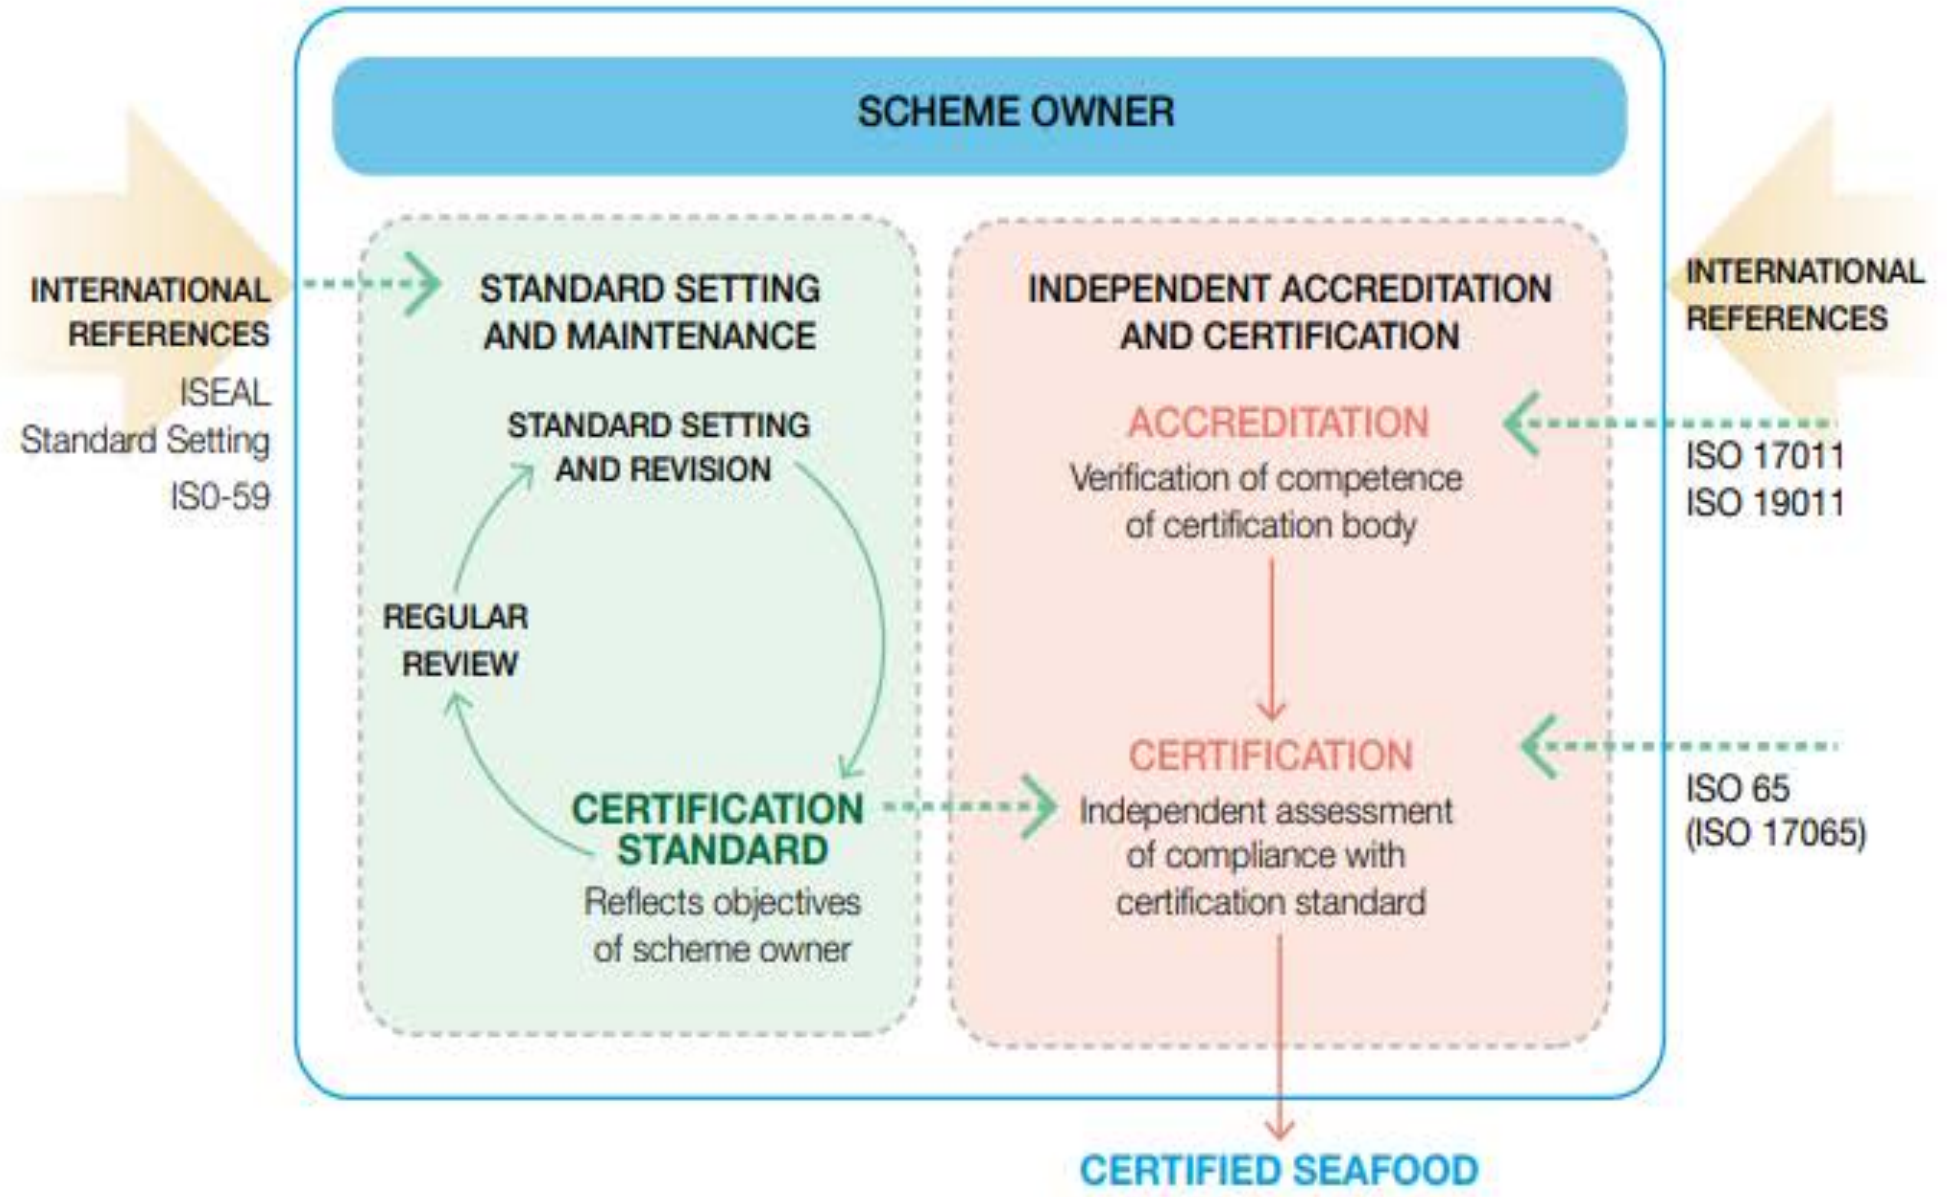 SCHEME OWNER
INTERNATIONAL
REFERENCES
ISEAL
Standard Setting
ISO-59
STANDARD SETTING
AND MAINTENANCE
STANDARD SETTING
AND REVISION
REGULAR
REVIEW
CERTIFICATION
STANDARD
Reflects objectives
of scheme owner
INDEPENDENT ACCREDITATION
AND CERTIFICATION
ACCREDITATION
Verification of competence
of certification body
CERTIFICATION
Independent assessment
of compliance with
certification standard
INTERNATIONAL
REFERENCES
ISO 17011
ISO 19011
ISO 65
(ISO 17065)
CERTIFIED SEAFOOD